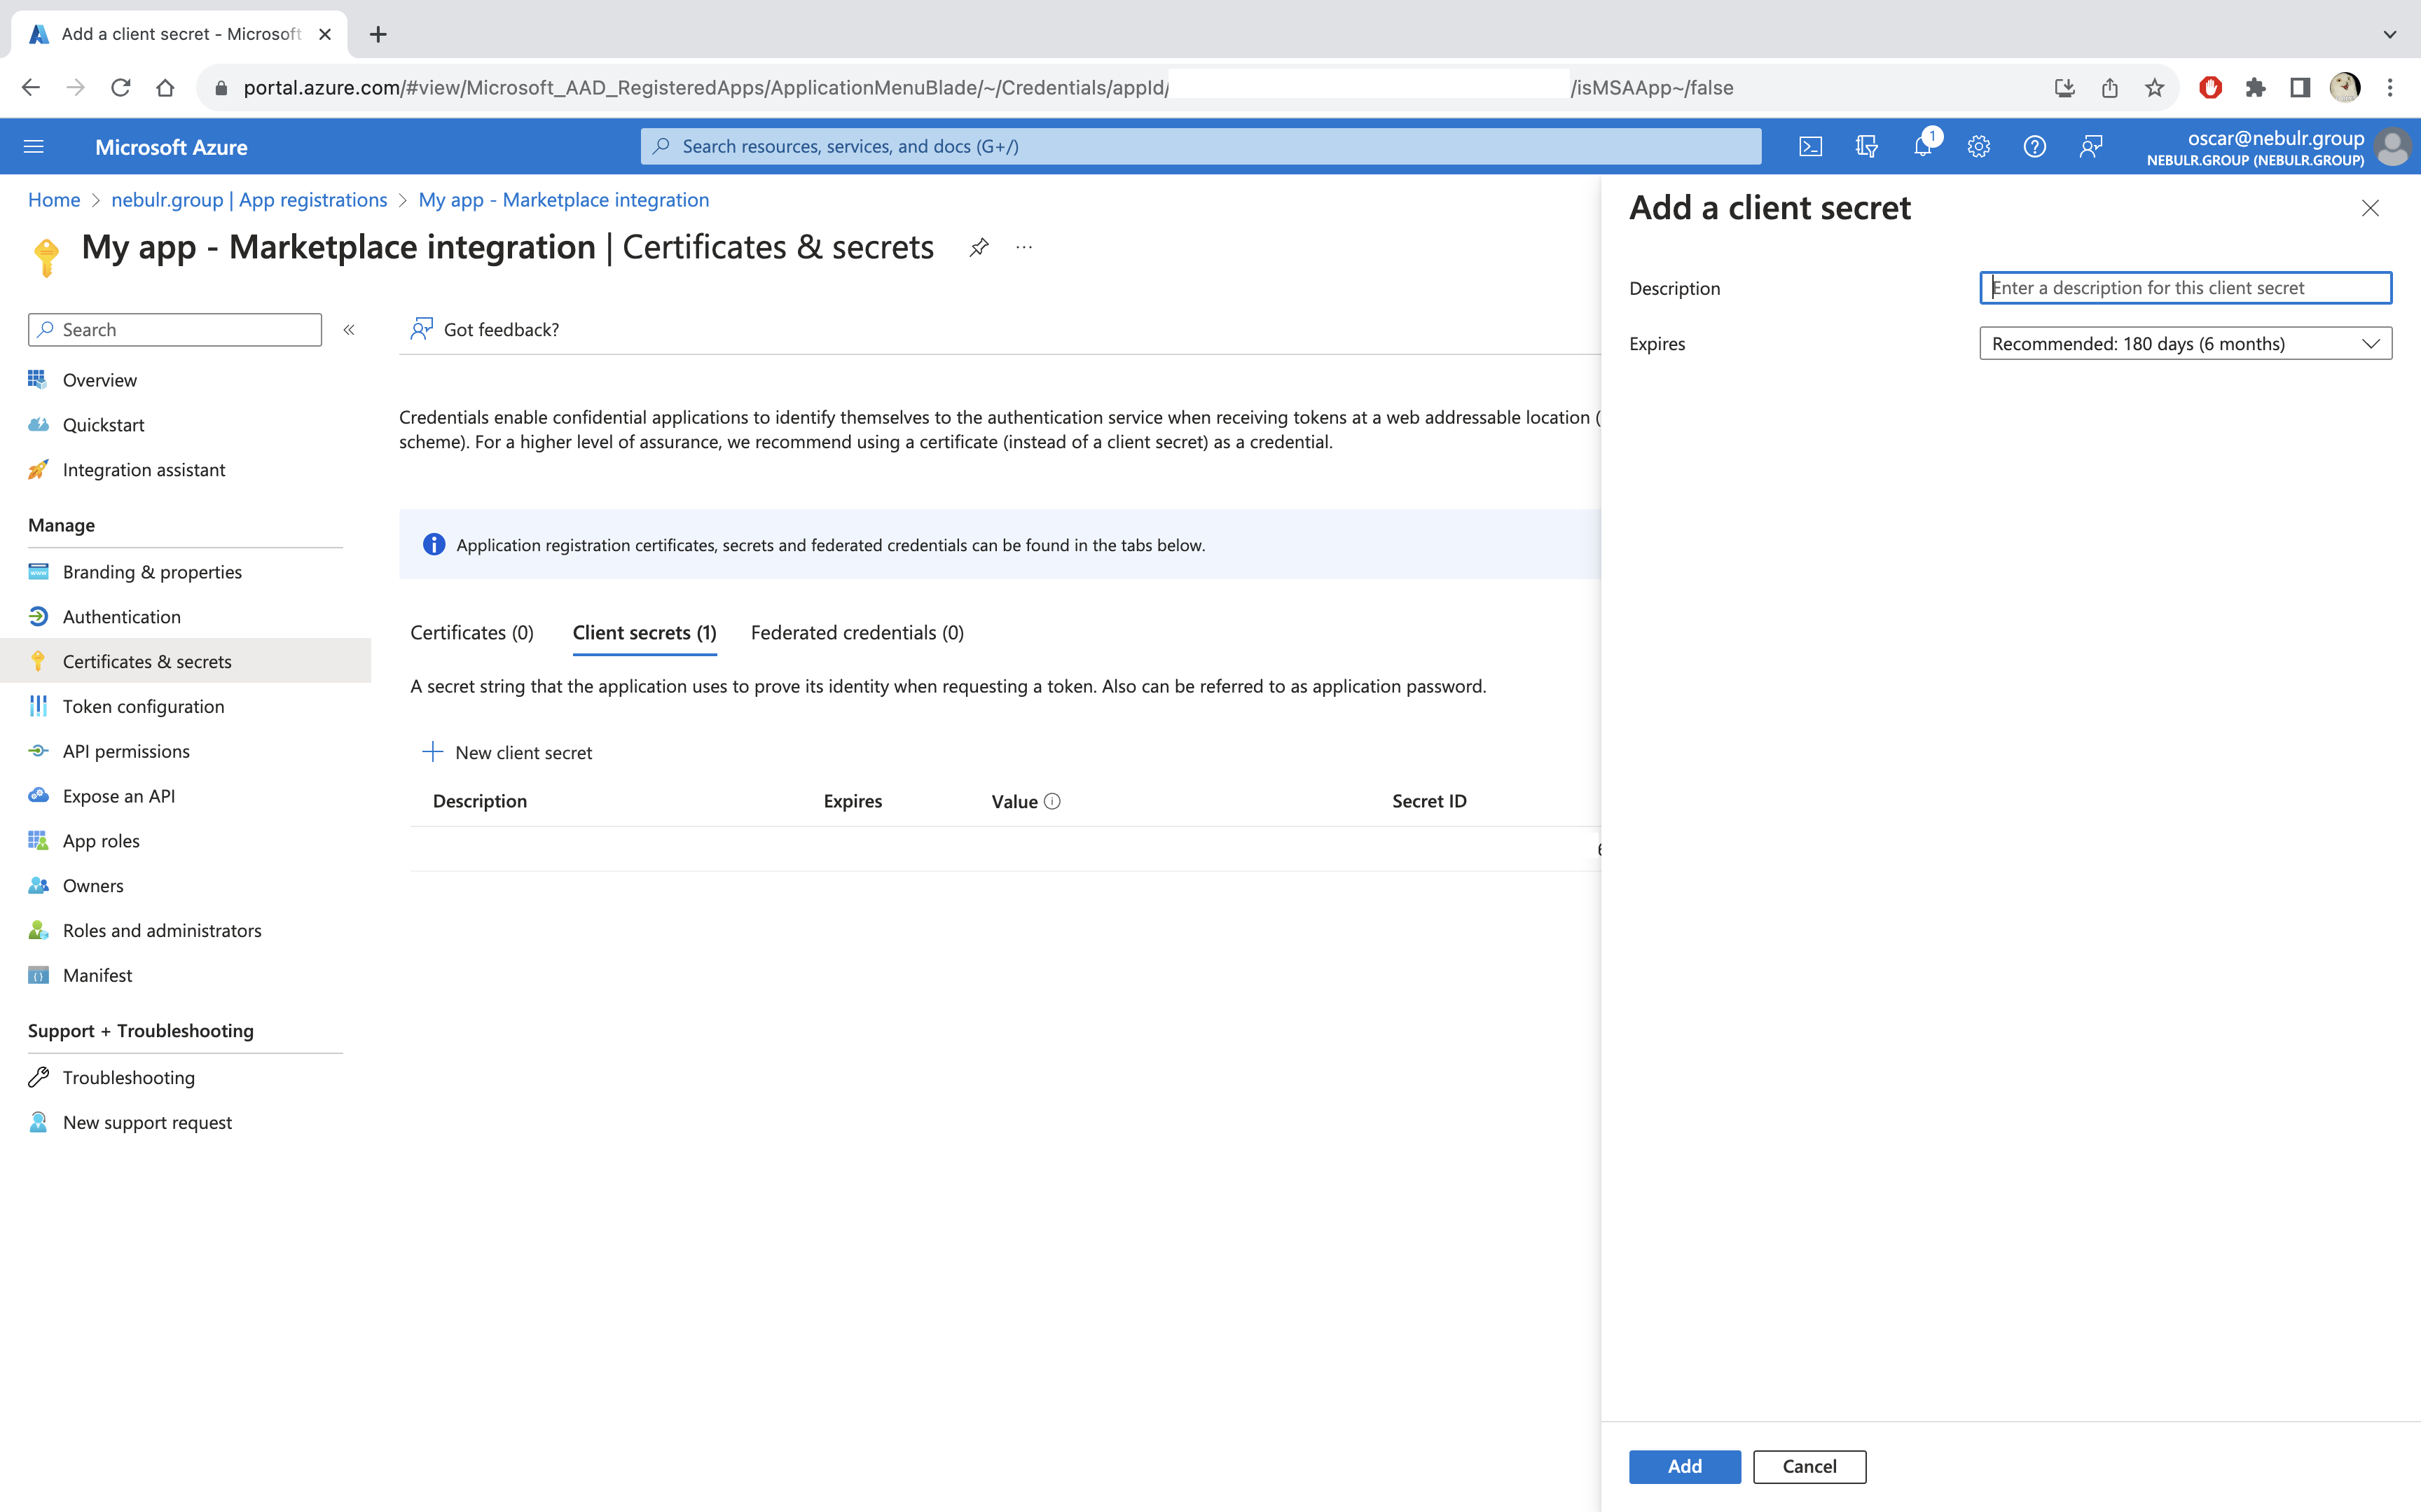 Add a client secret - Microsoft
portal.azure.com/#view/Microsoft_AAD_RegisteredApps/ApplicationMenuBlade/~/Credentials/appId/ /isMSAApp~/false
Microsoft Azure
Search resources, services, and docs (G+/)
1
oscar@nebulr.group
NEBULR.GROUP (NEBULR.GROUP)
Home > nebulr.group | App registrations > My app - Marketplace integration
My app - Marketplace integration | Certificates & secrets
Search
Overview
Quickstart
Integration assistant
Manage
Branding & properties
Authentication
Certificates & secrets
Token configuration
API permissions
Expose an API
App roles
Owners
Roles and administrators
Manifest
Support + Troubleshooting
Troubleshooting
New support request
Got feedback?
Credentials enable confidential applications to identify themselves to the authentication service when receiving tokens at a web addressable location (
scheme). For a higher level of assurance, we recommend using a certificate (instead of a client secret) as a credential.
Application registration certificates, secrets and federated credentials can be found in the tabs below.
Certificates (0) Client secrets (1) Federated credentials (0)
A secret string that the application uses to prove its identity when requesting a token. Also can be referred to as application password.
New client secret
Description Expires Value Secret ID
Add a client secret
Description
Enter a description for this client secret
Expires
Recommended: 180 days (6 months)
Add
Cancel